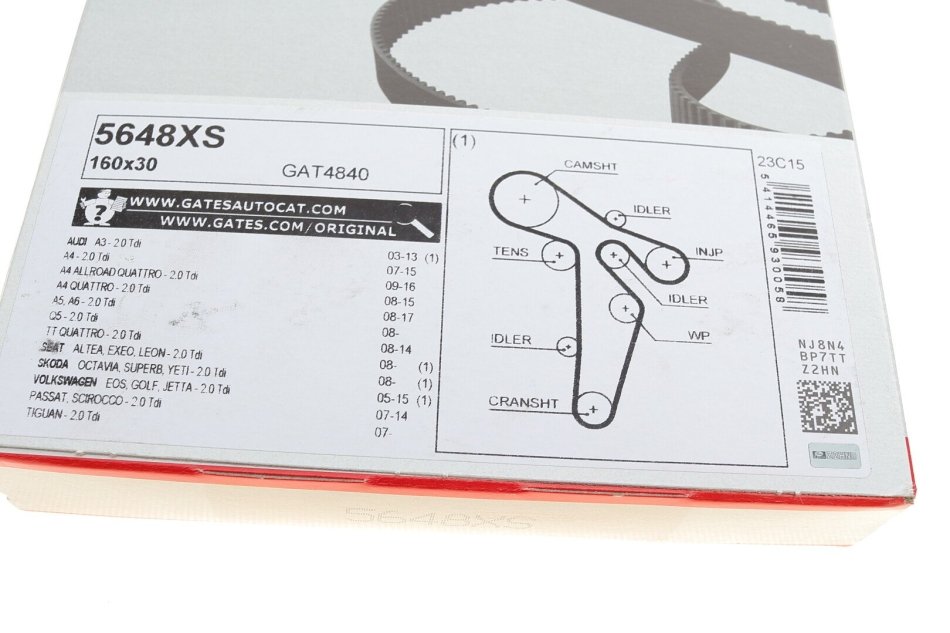 5648XS
160x30
GAT4840
WWW.GATESAUTOCAT.COM
WWW.GATES.COM/ORIGINAL
AUDI A3 - 2.0 Tdi 03-13 (1)
A4 - 2.0 Tdi 07-15
A4 ALLROAD QUATTRO - 2.0 Tdi 09-16
A4 QUATTRO - 2.0 Tdi 08-15
A5, A6 - 2.0 Tdi 08-17
Q5 - 2.0 Tdi 08-
TT QUATTRO - 2.0 Tdi 08-14
SEAT ALTEA, EXEO, LEON - 2.0 Tdi 08- (1)
SKODA OCTAVIA, SUPERB, YETI - 2.0 Tdi 08- (1)
VOLKSWAGEN EOS, GOLF, JETTA - 2.0 Tdi 05-15 (1)
PASSAT, SCIROCCO - 2.0 Tdi 07-14
TIGUAN - 2.0 Tdi 07-
(1)
CAMSHT
IDLER
TENS
INJP
IDLER
WP
IDLER
CRANSHT
23C15
5414465930058
NJ8N4
BP7TT
Z2HN
Z2HN
5648XS